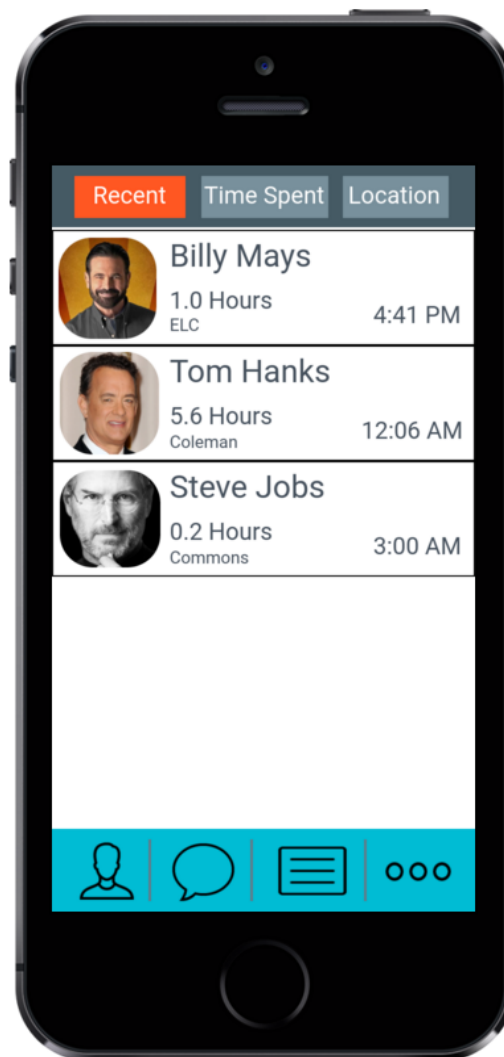 Recent Time Spent Location
Billy Mays
1.0 Hours
ELC
4:41 PM
Tom Hanks
5.6 Hours
Coleman
12:06 AM
Steve Jobs
0.2 Hours
Commons
3:00 AM